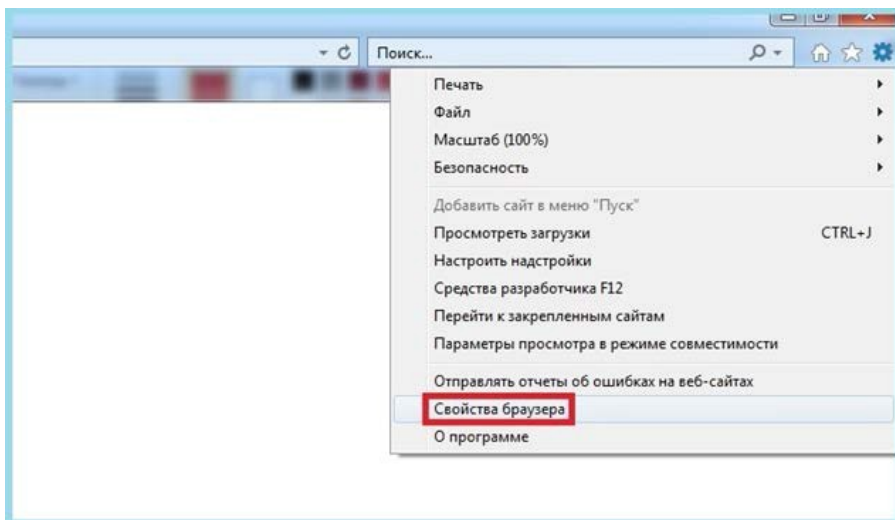 Поиск...
Печать
Файл
Масштаб (100%)
Безопасность
Добавить сайт в меню "Пуск"
Просмотреть загрузки CTRL+J
Настроить надстройки
Средства разработчика F12
Перейти к закрепленным сайтам
Параметры просмотра в режиме совместимости
Отправлять отчеты об ошибках на веб-сайтах
Свойства браузера
О программе